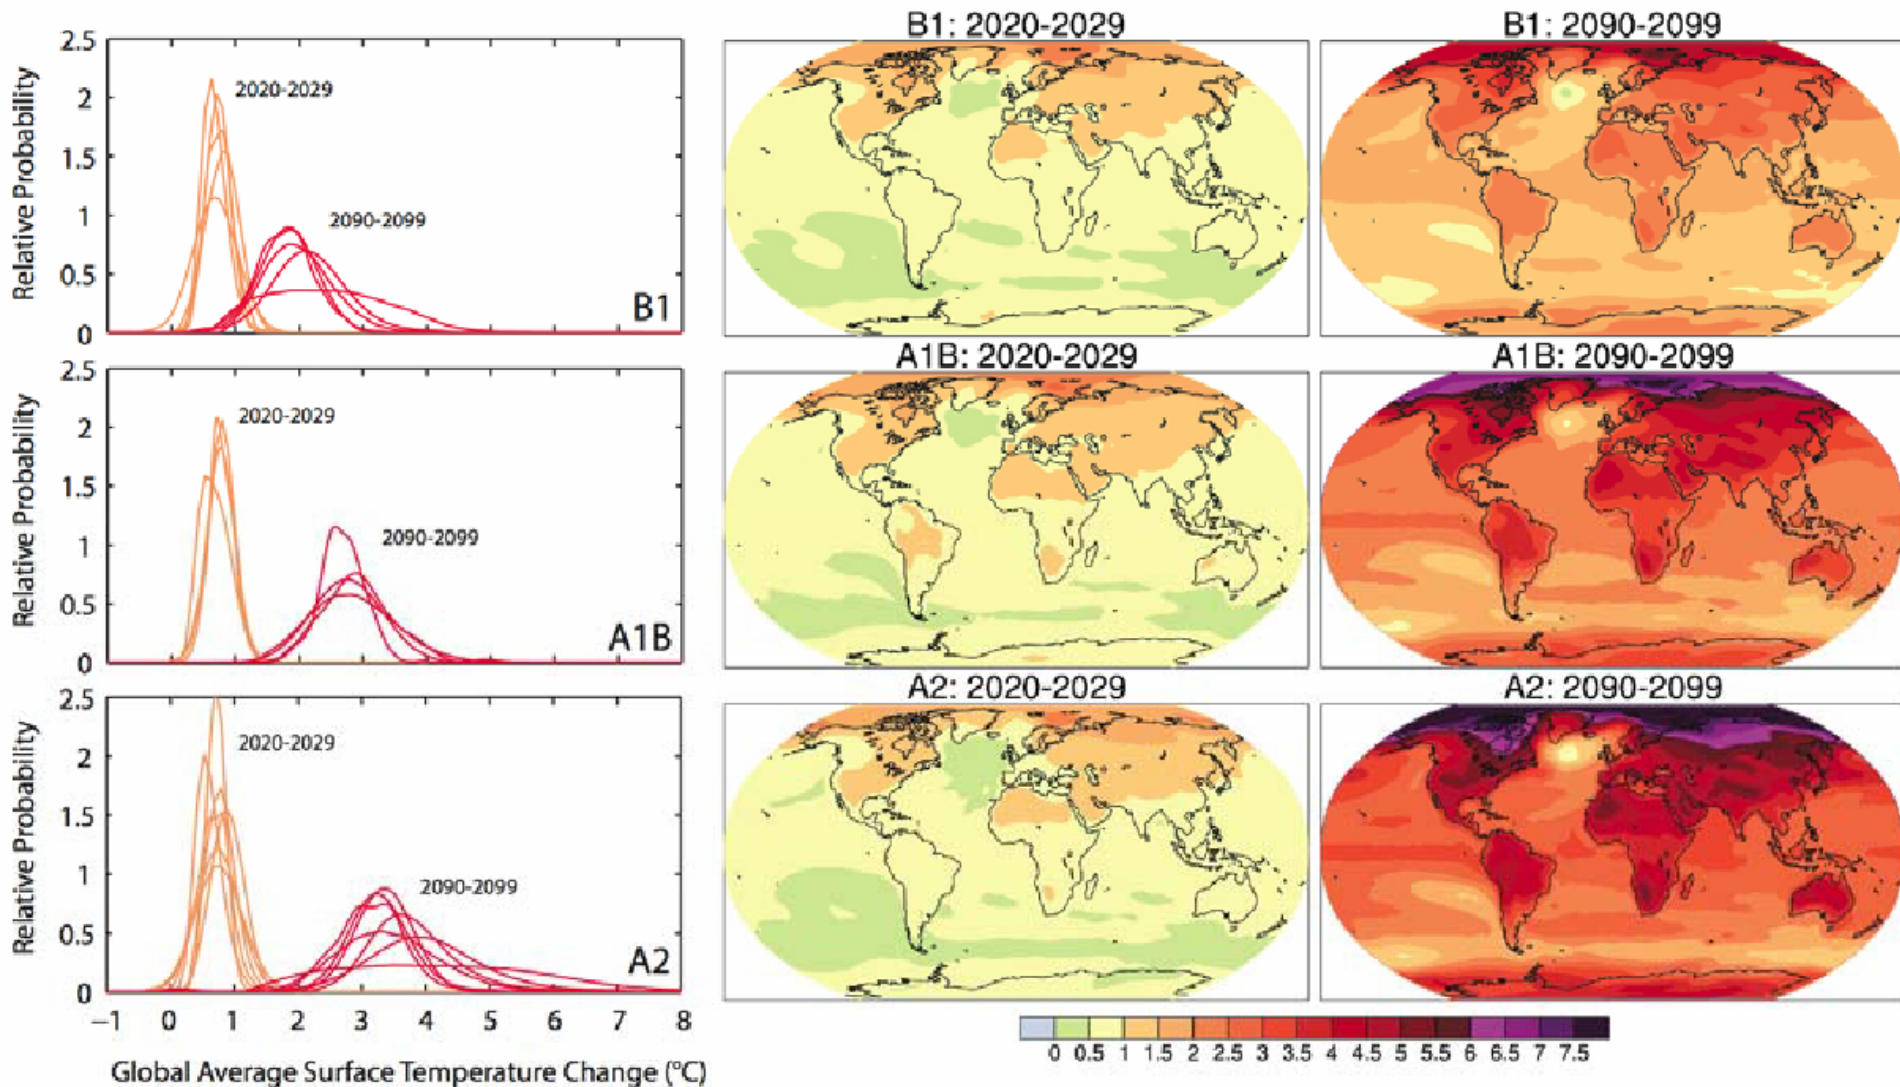 B1: 2020-2029
B1: 2090-2099
2.5
2
1.5
1
0.5
0
Relative Probability
2020-2029
2090-2099
B1
A1B: 2020-2029
A1B: 2090-2099
2.5
2
1.5
1
0.5
0
Relative Probability
2020-2029
2090-2099
A1B
A2: 2020-2029
A2: 2090-2099
2.5
2
1.5
1
0.5
0
Relative Probability
2020-2029
2090-2099
A2
−1 0 1 2 3 4 5 6 7 8
Global Average Surface Temperature Change (°C)
0 0.5 1 1.5 2 2.5 3 3.5 4 4.5 5 5.5 6 6.5 7 7.5